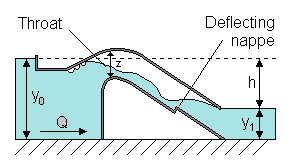 Throat
Deflecting
nappe
z
h
y0
y1
Q